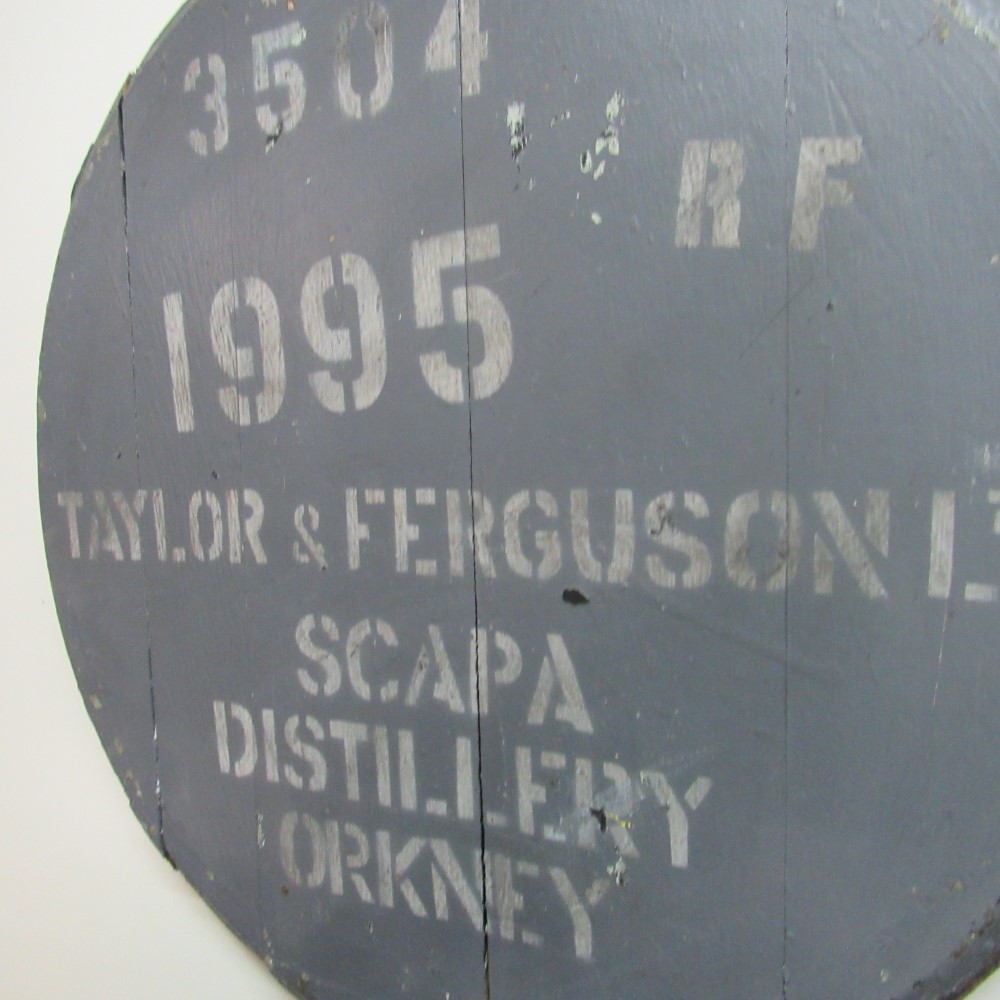 3504
RF
1995
TAYLOR & FERGUSON
SCAPA
DISTILLERY
ORKNEY